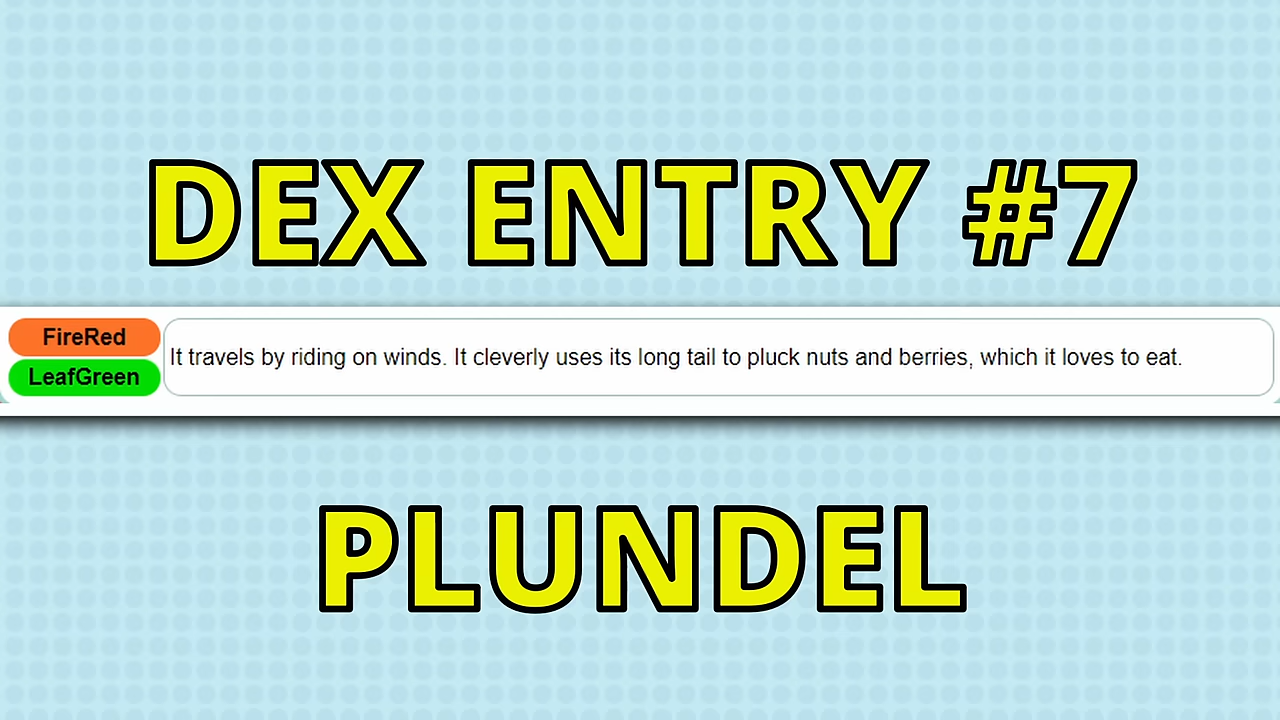 DEX ENTRY #7
FireRed
It travels by riding on winds. It cleverly uses its long tail to pluck nuts and berries, which it loves to eat.
LeafGreen
PLUNDEL